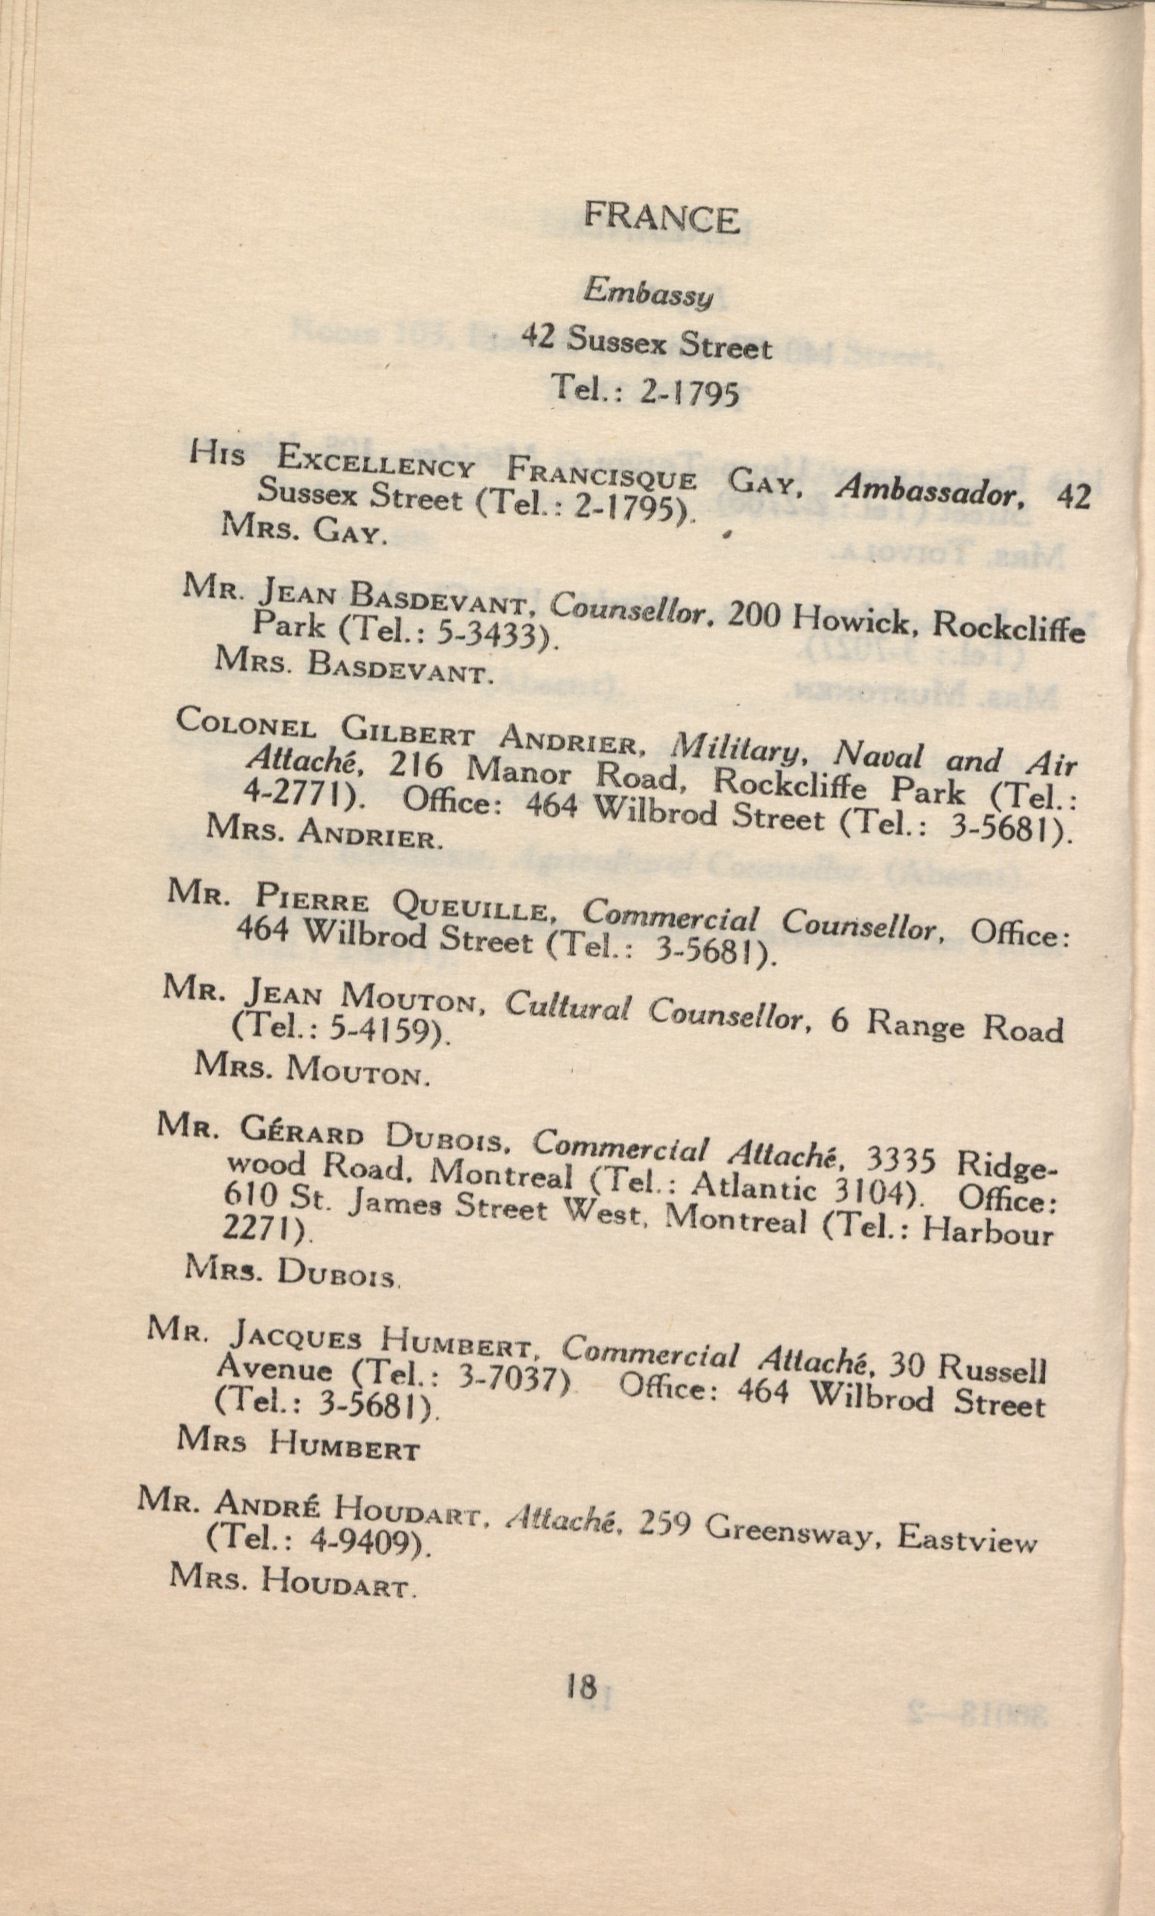 FRANCE
Embassy
42 Sussex Street
Tel.: 2-1795
HIS EXCELLENCY FRANCISQUE GAY, Ambassador, 42
Sussex Street (Tel.: 2-1795).
MRS. GAY.
MR. JEAN BASDEVANT, Counsellor, 200 Howick, Rockcliffe
Park (Tel.: 5-3433).
MRS. BASDEVANT.
COLONEL GILBERT ANDRIER, Military, Naval and Air
Attaché, 216 Manor Road, Rockcliffe Park (Tel.:
4-2771). Office: 464 Wilbrod Street (Tel.: 3-5681).
MRS. ANDRIER.
MR. PIERRE QUEUILLE, Commercial Counsellor, Office:
464 Wilbrod Street (Tel.: 3-5681).
MR. JEAN MOUTON, Cultural Counsellor, 6 Range Road
(Tel.: 5-4159).
MRS. MOUTON.
MR. GÉRARD DUBOIS, Commercial Attaché, 3335 Ridge-
wood Road, Montreal (Tel.: Atlantic 3104). Office:
610 St. James Street West, Montreal (Tel.: Harbour
2271).
MRS. DUBOIS.
MR. JACQUES HUMBERT, Commercial Attaché, 30 Russell
Avenue (Tel.: 3-7037) Office: 464 Wilbrod Street
(Tel.: 3-5681).
MRS HUMBERT
MR. ANDRÉ HOUDART, Attaché, 259 Greensway, Eastview
(Tel.: 4-9409).
MRS. HOUDART.
18